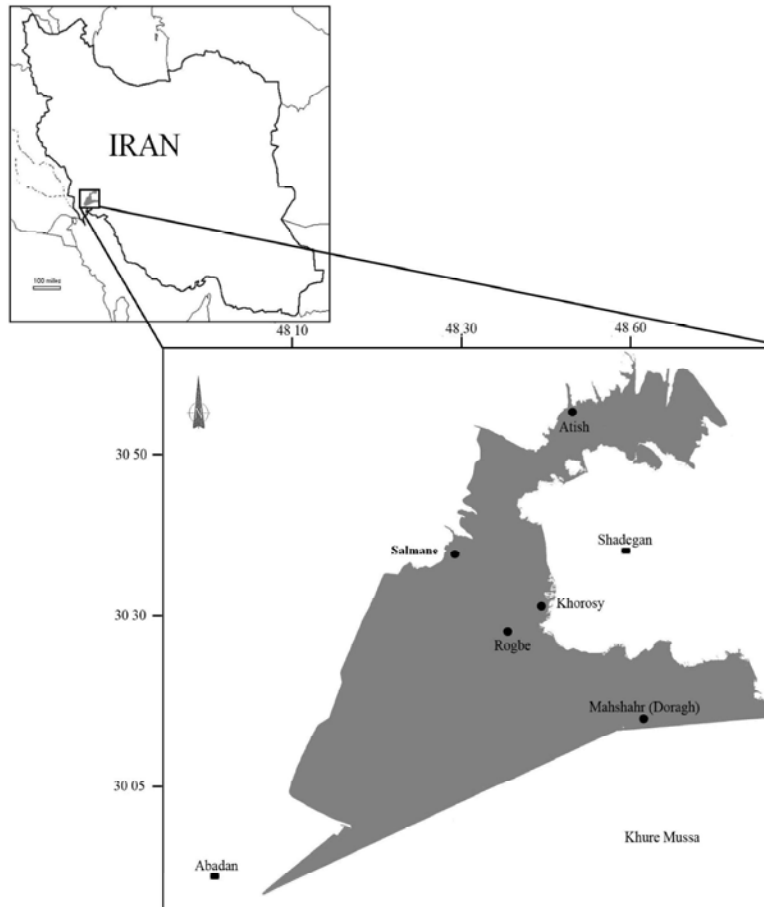 IRAN
100 miles
48 10
48 30
48 60
N
Atish
30 50
Shadegan
Salmane
Khorosy
30 30
Rogbe
Mahshahr (Doragh)
30 05
Khure Mussa
Abadan